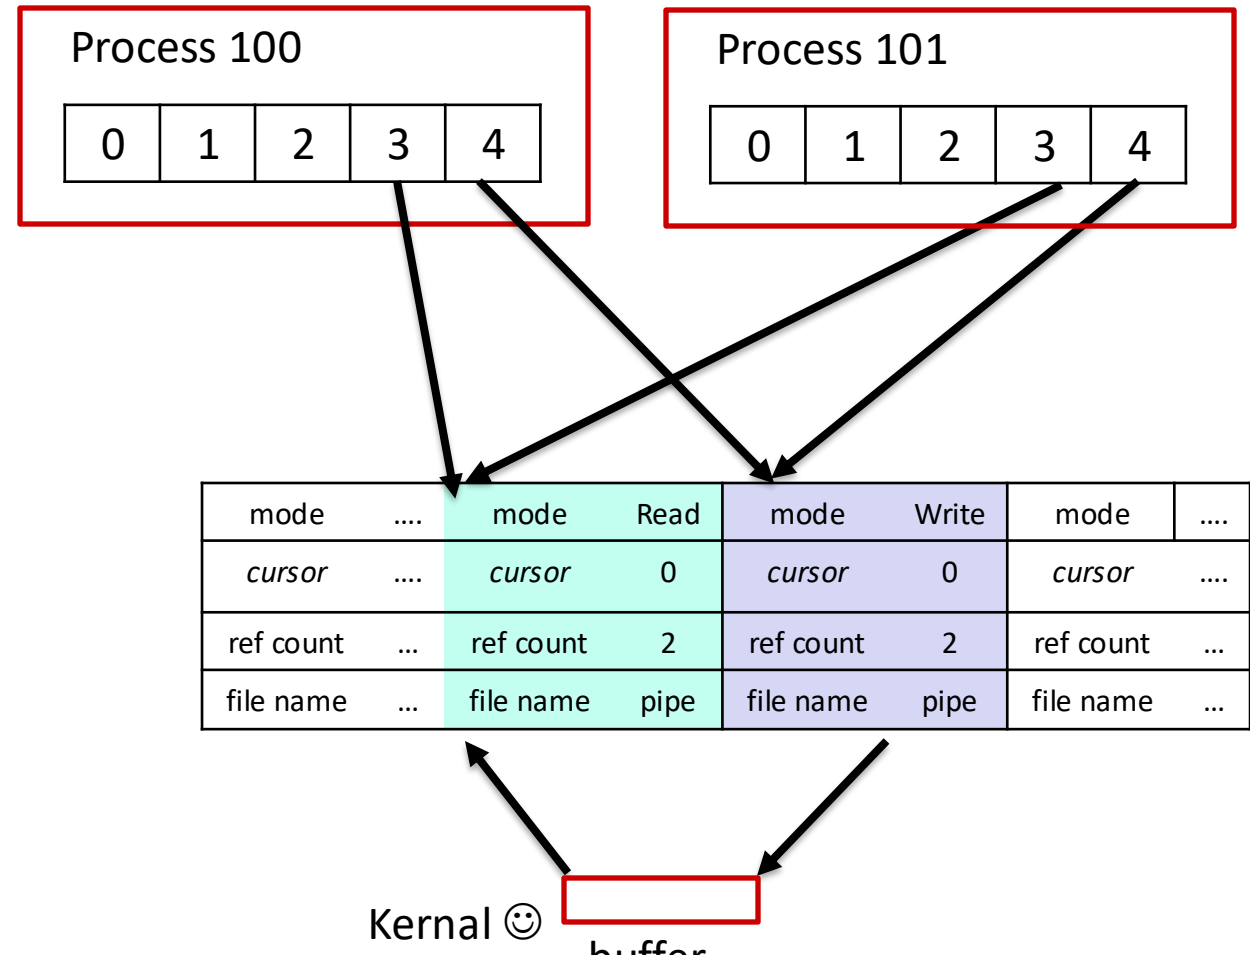 Process 100
Process 101
0 1 2 3 4
0 1 2 3 4
mode …. mode Read mode Write mode ….
cursor …. cursor 0 cursor 0 cursor ….
ref count … ref count 2 ref count 2 ref count …
file name … file name pipe file name pipe file name …
Kernal ☺
buffer